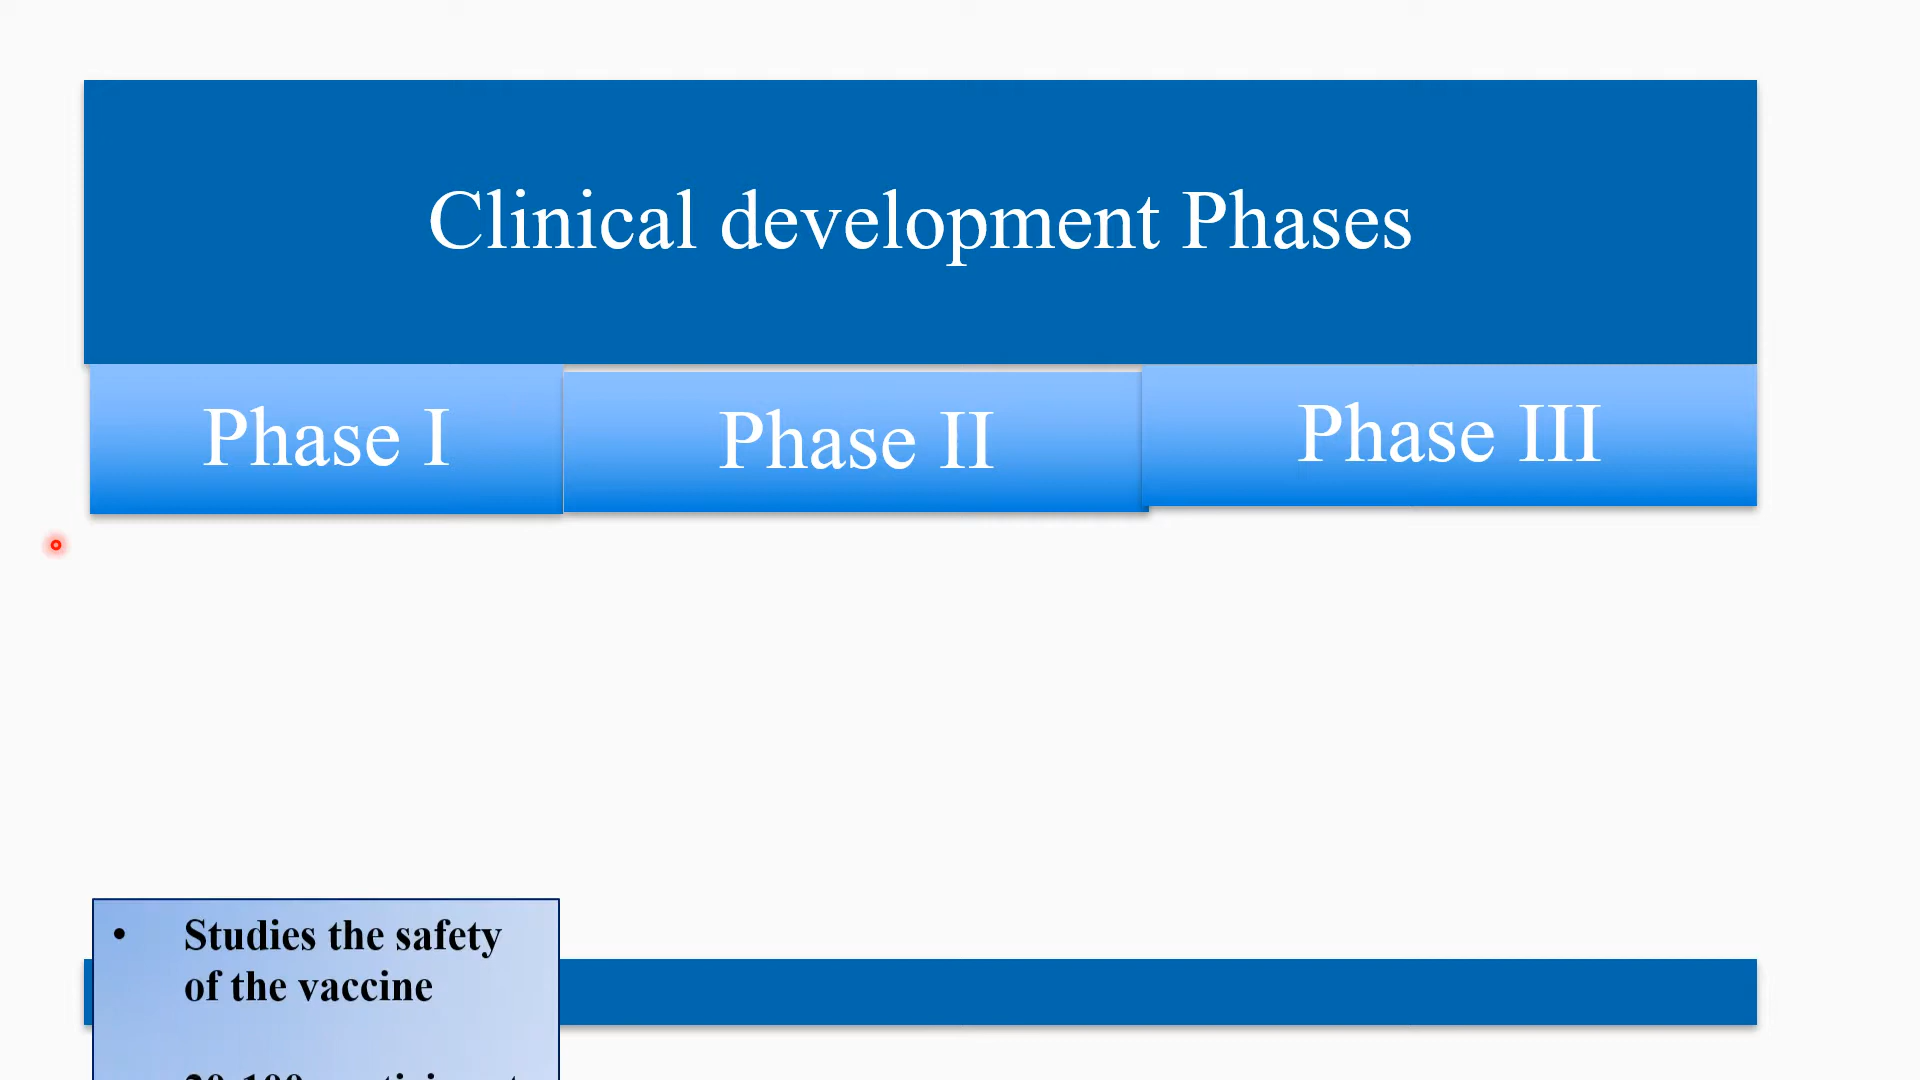 Clinical development Phases
Phase I
Phase II
Phase III
• Studies the safety
of the vaccine